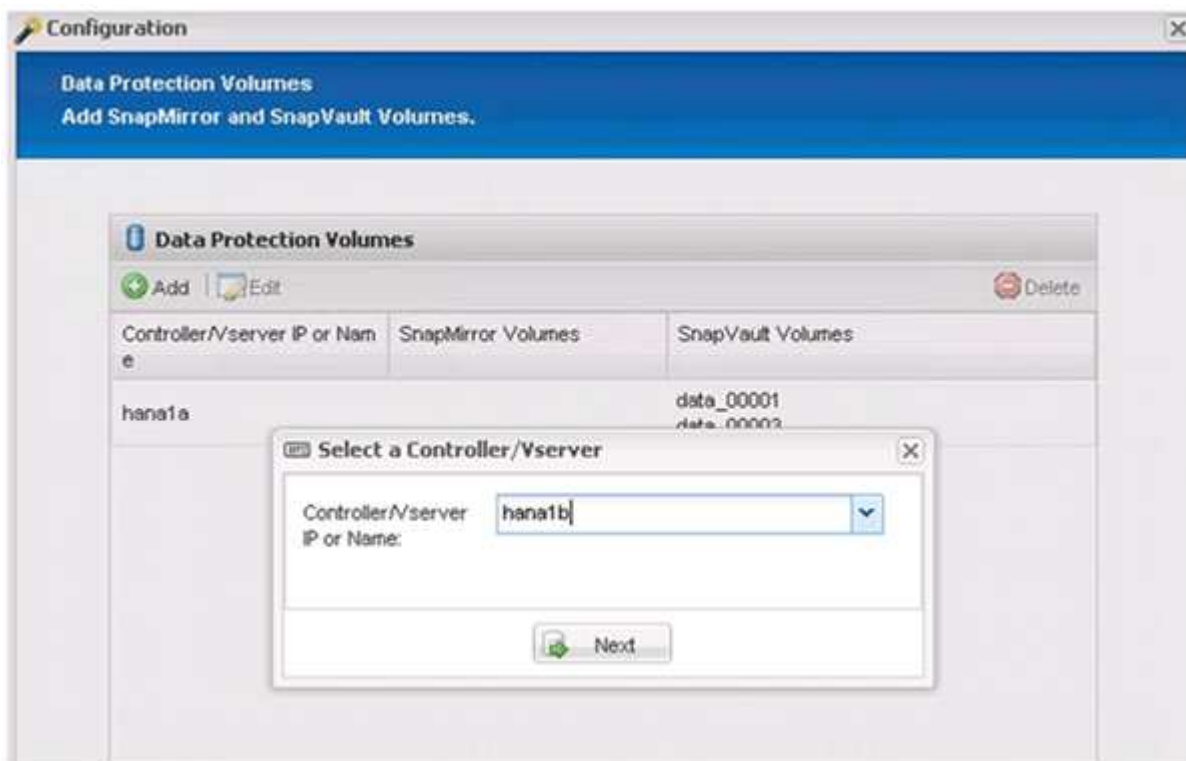 Configuration
Data Protection Volumes
Add SnapMirror and SnapVault Volumes.
Data Protection Volumes
Add Edit Delete
Controller/Vserver IP or Nam
e
SnapMirror Volumes
SnapVault Volumes
hana1a
data_00001
data_00003
Select a Controller/Vserver
Controller/Vserver
IP or Name:
hana1b
Next